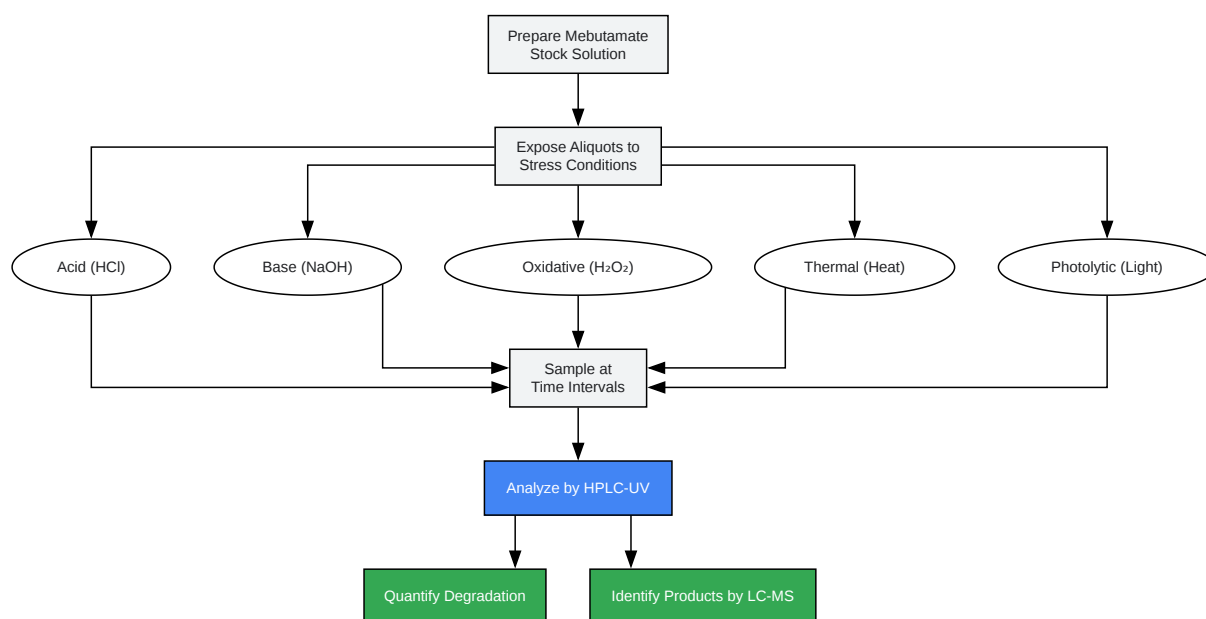 Prepare Mebutamate
Stock Solution
Expose Aliquots to
Stress Conditions
Acid (HCl)
Base (NaOH)
Oxidative (H₂O₂)
Thermal (Heat)
Photolytic (Light)
Sample at
Time Intervals
Analyze by HPLC-UV
Quantify Degradation
Identify Products by LC-MS